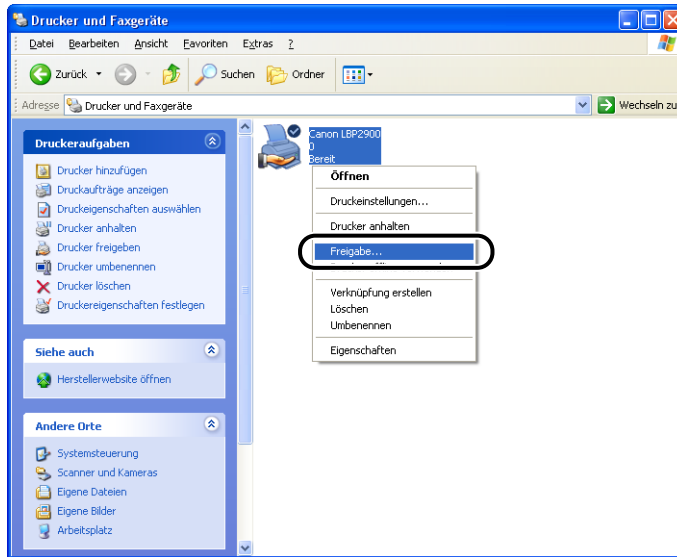 Drucker und Faxgeräte
Datei Bearbeiten Ansicht Favoriten Extras ?
Zurück Suchen Ordner
Adresse Drucker und Faxgeräte Wechseln zu
Druckeraufgaben
Drucker hinzufügen
Druckaufträge anzeigen
Druckeigenschaften auswählen
Drucker anhalten
Drucker freigeben
Drucker umbenennen
Drucker löschen
Druckereigenschaften festlegen
Siehe auch
Herstellerwebsite öffnen
Andere Orte
Systemsteuerung
Scanner und Kameras
Eigene Dateien
Eigene Bilder
Arbeitsplatz
Canon LBP2900
0
Bereit
Öffnen
Druckeinstellungen...
Drucker anhalten
Freigabe...
Verknüpfung erstellen
Löschen
Umbenennen
Eigenschaften